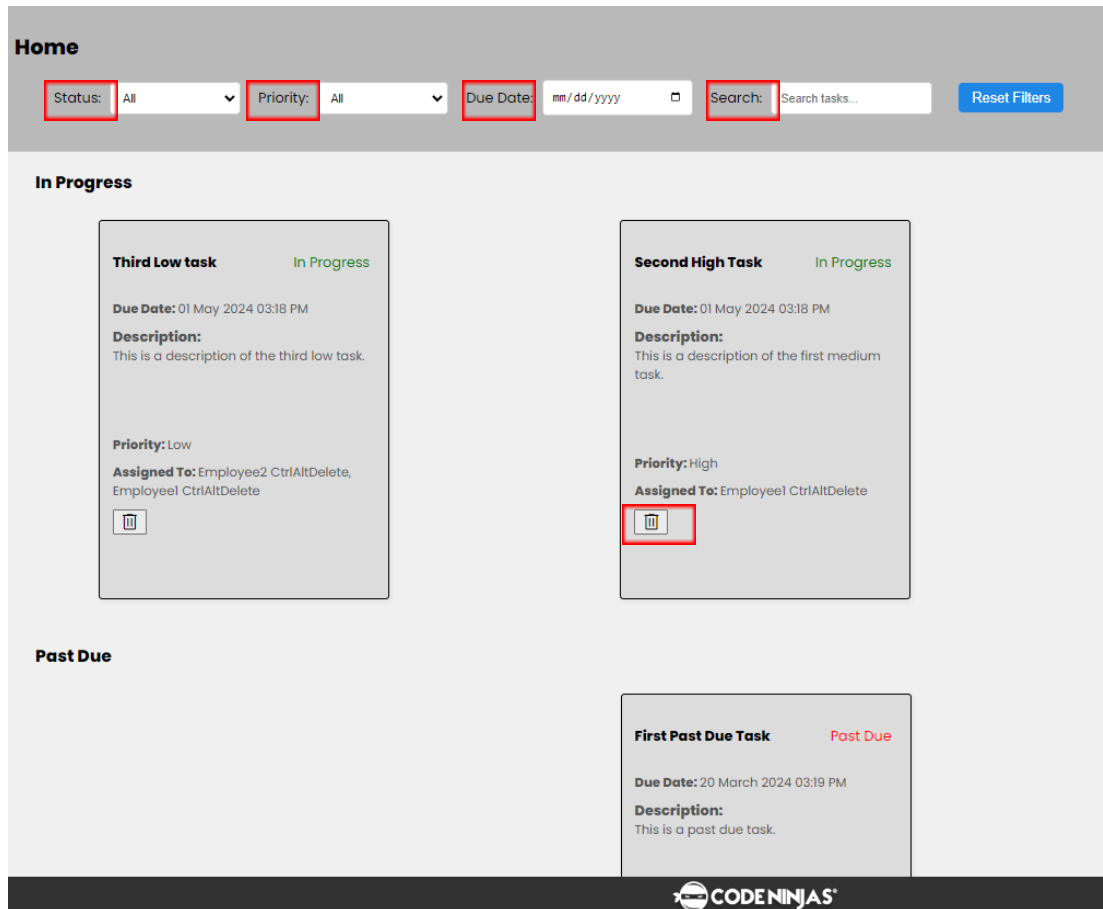 Home
Status: All Priority: All Due Date: mm/dd/yyyy Search: Search tasks... Reset Filters
In Progress
Third Low task In Progress
Due Date: 01 May 2024 03:18 PM
Description:
This is a description of the third low task.
Priority: Low
Assigned To: Employee2 CtrlAltDelete,
Employee1 CtrlAltDelete
Second High Task In Progress
Due Date: 01 May 2024 03:18 PM
Description:
This is a description of the first medium
task.
Priority: High
Assigned To: Employee1 CtrlAltDelete
Past Due
First Past Due Task Past Due
Due Date: 20 March 2024 03:19 PM
Description:
This is a past due task.
CODE NINJAS®